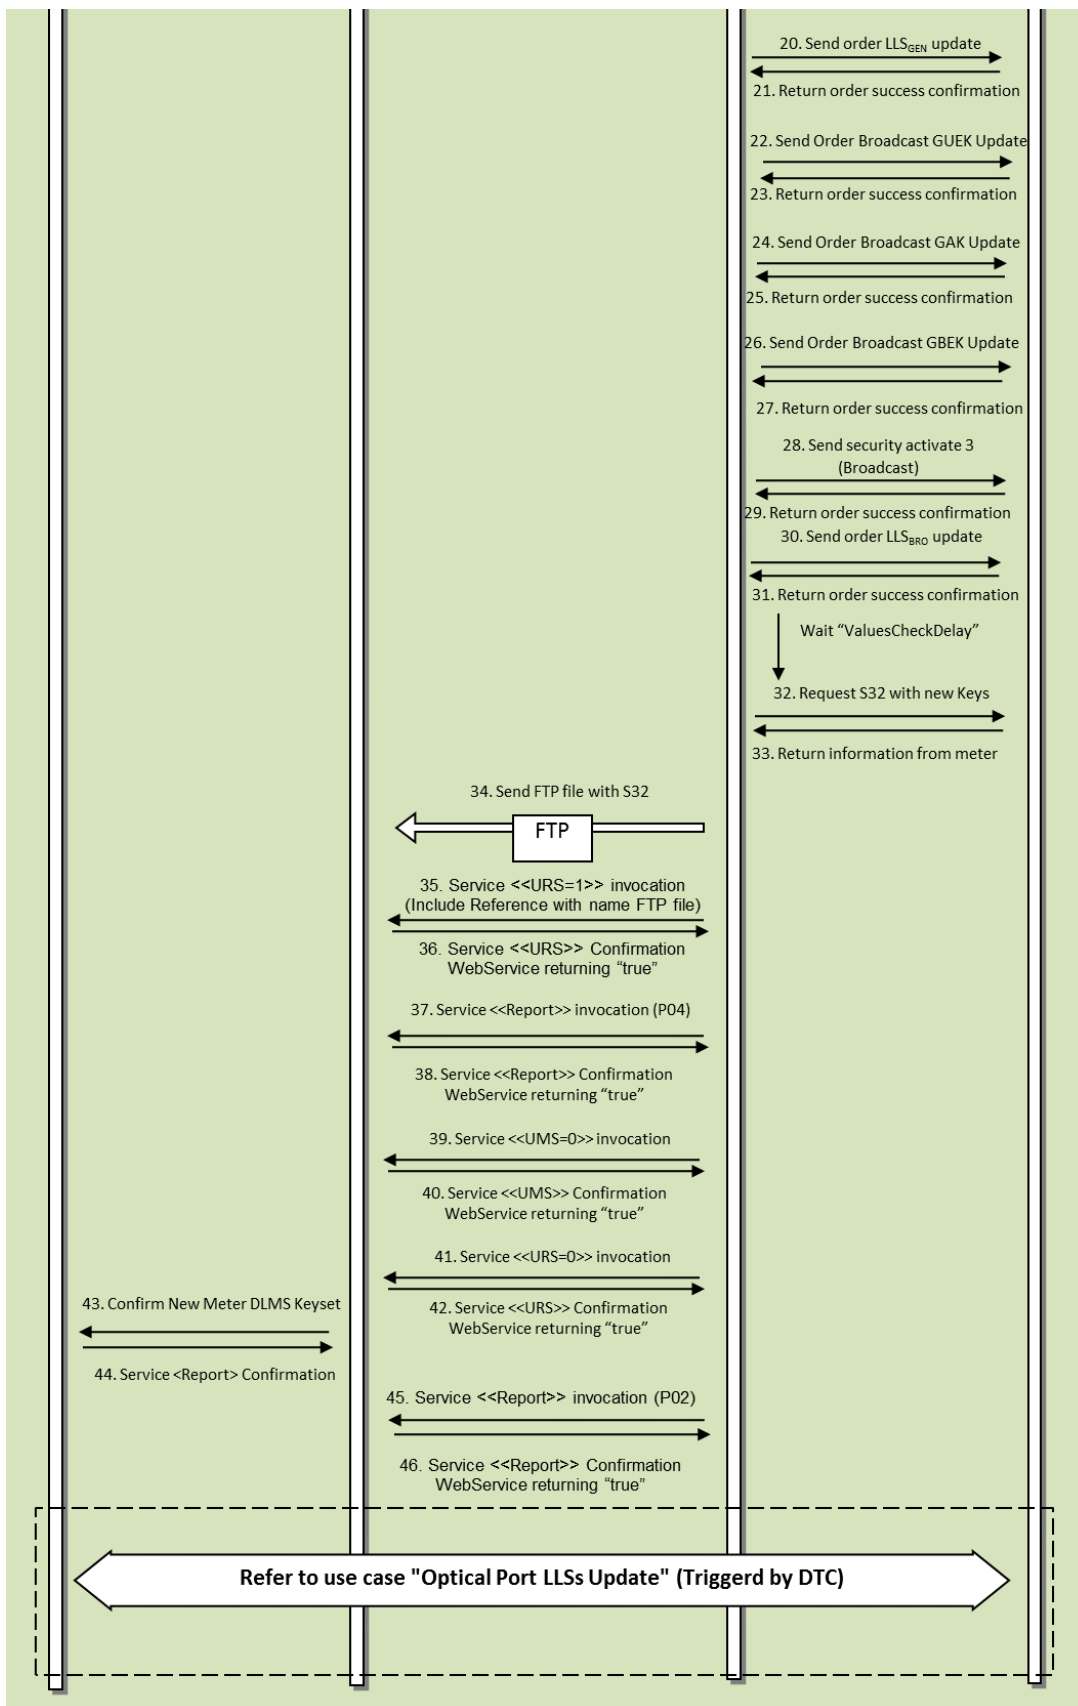 20. Send order LLSGEN update
21. Return order success confirmation
22. Send Order Broadcast GUEK Update
23. Return order success confirmation
24. Send Order Broadcast GAK Update
25. Return order success confirmation
26. Send Order Broadcast GBEK Update
27. Return order success confirmation
28. Send security activate 3
(Broadcast)
29. Return order success confirmation
30. Send order LLSBRO update
31. Return order success confirmation
Wait “ValuesCheckDelay”
32. Request S32 with new Keys
33. Return information from meter
34. Send FTP file with S32
FTP
35. Service <<URS=1>> invocation
(Include Reference with name FTP file)
36. Service <<URS>> Confirmation
WebService returning “true”
37. Service <<Report>> invocation (P04)
38. Service <<Report>> Confirmation
WebService returning “true”
39. Service <<UMS=0>> invocation
40. Service <<UMS>> Confirmation
WebService returning “true”
41. Service <<URS=0>> invocation
42. Service <<URS>> Confirmation
WebService returning “true”
43. Confirm New Meter DLMS Keyset
44. Service <Report> Confirmation
45. Service <<Report>> invocation (P02)
46. Service <<Report>> Confirmation
WebService returning “true”
Refer to use case "Optical Port LLSs Update" (Triggerd by DTC)